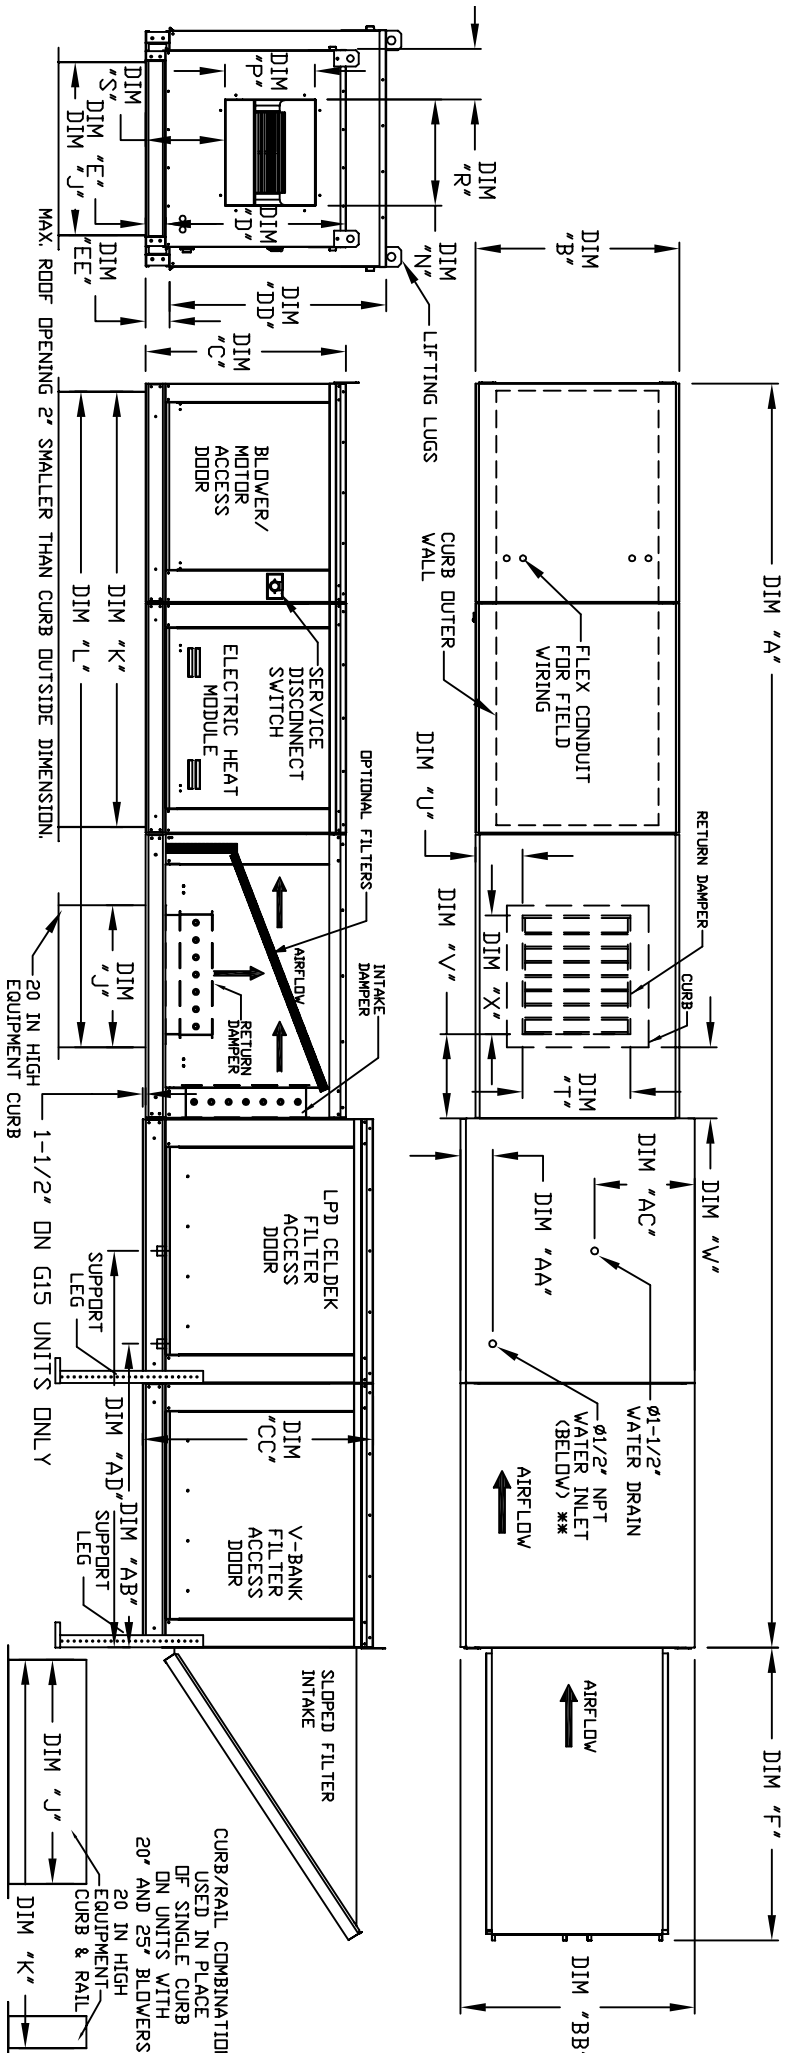 DIM "A"
DIM "F"
DIM
"B"
FLEX CONDUIT
FOR FIELD
WIRING
CURB OUTER
WALL
DIM "U"
RETURN DAMPER
CURB
DIM "V"
DIM "X"
DIM
"T"
DIM "W"
DIM "AC"
DIM "AA"
Ø1-1/2"
WATER DRAIN
Ø1/2" NPT
WATER INLET
(BELOW) **
AIRFLOW
AIRFLOW
DIM "BB"
DIM
"R"
DIM
"N"
LIFTING LUGS
DIM
"P"
DIM
"S"
DIM "E"
DIM "J"
DIM
"D"
DIM
"DD"
DIM
"EE"
DIM
"C"
BLOWER/
MOTOR
ACCESS
DOOR
SERVICE
DISCONNECT
SWITCH
ELECTRIC HEAT
MODULE
OPTIONAL FILTERS
AIRFLOW
RETURN
DAMPER
INTAKE
DAMPER
LPD CELDEK
FILTER
ACCESS
DOOR
DIM
"CC"
V-BANK
FILTER
ACCESS
DOOR
SLOPED FILTER
INTAKE
DIM "K"
DIM "L"
MAX. ROOF OPENING 2" SMALLER THAN CURB OUTSIDE DIMENSION.
DIM
"J"
20 IN HIGH
EQUIPMENT CURB
1-1/2" ON G15 UNITS ONLY
SUPPORT
LEG
DIM "AD"
DIM "AB"
SUPPORT
LEG
CURB/RAIL COMBINATION
USED IN PLACE
OF SINGLE CURB
ON UNITS WITH
20" AND 25" BLOWERS
20 IN HIGH
EQUIPMENT
CURB & RAIL
DIM "J"
DIM "K"